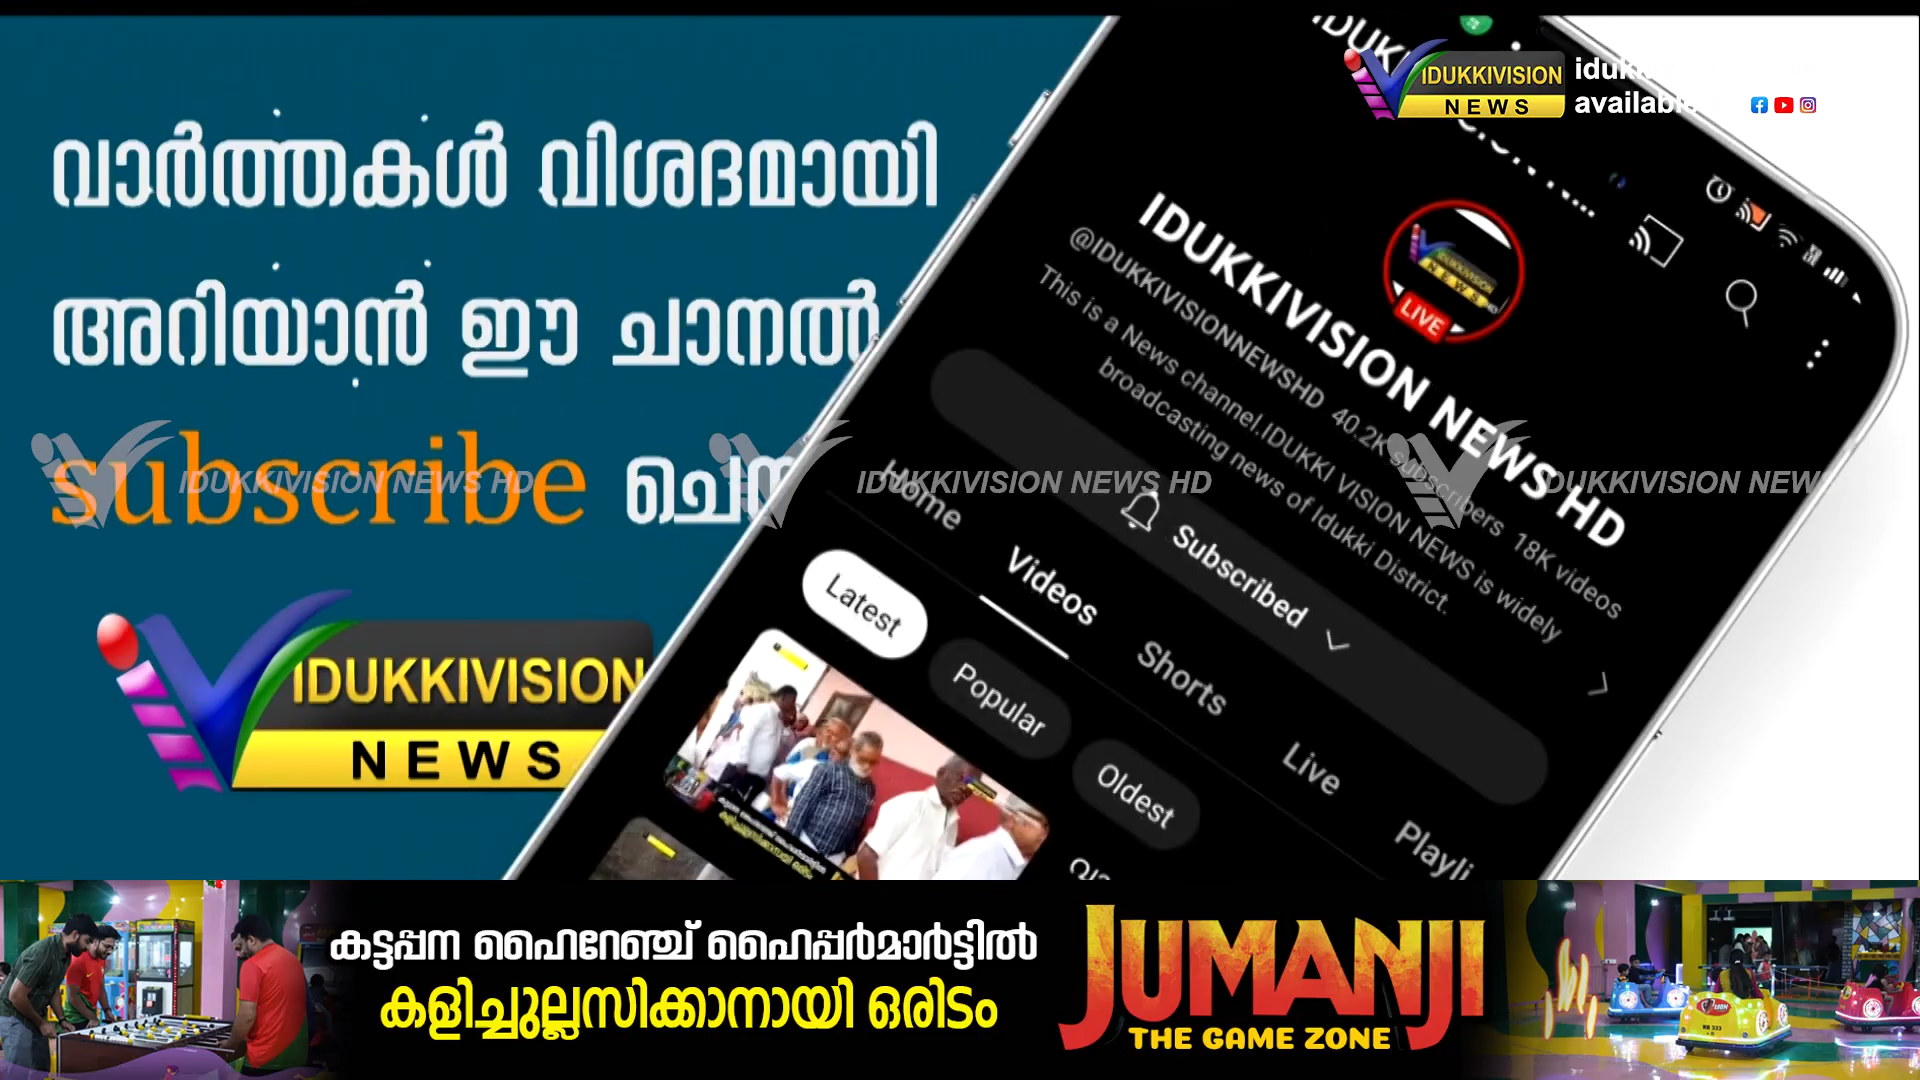 വാർത്തകൾ വിശദമായി
അറിയാൻ ഈ ചാനൽ
subscribe
IDUKKIVISION
NEWS
IDUKKIVISION
NEWS
IDUKKIVISION NEWS HD
@IDUKKIVISIONNEWSHD 40.2K subscribers 18K videos
This is a News channel.IDUKKI VISION NEWS is widely
broadcasting news of Idukki District.
LIVE
Subscribed
Home
Videos
Shorts
Live
Latest
Popular
Oldest
IDUKKIVISION NEWS HD
IDUKKIVISION NEWS HD
IDUKKIVISION NEW
കട്ടപ്പന ഹൈറേഞ്ച് ഹൈപ്പർമാർട്ടിൽ
കളിച്ചുല്ലസിക്കാനായി ഒരിടം
JUMANJI
THE GAME ZONE